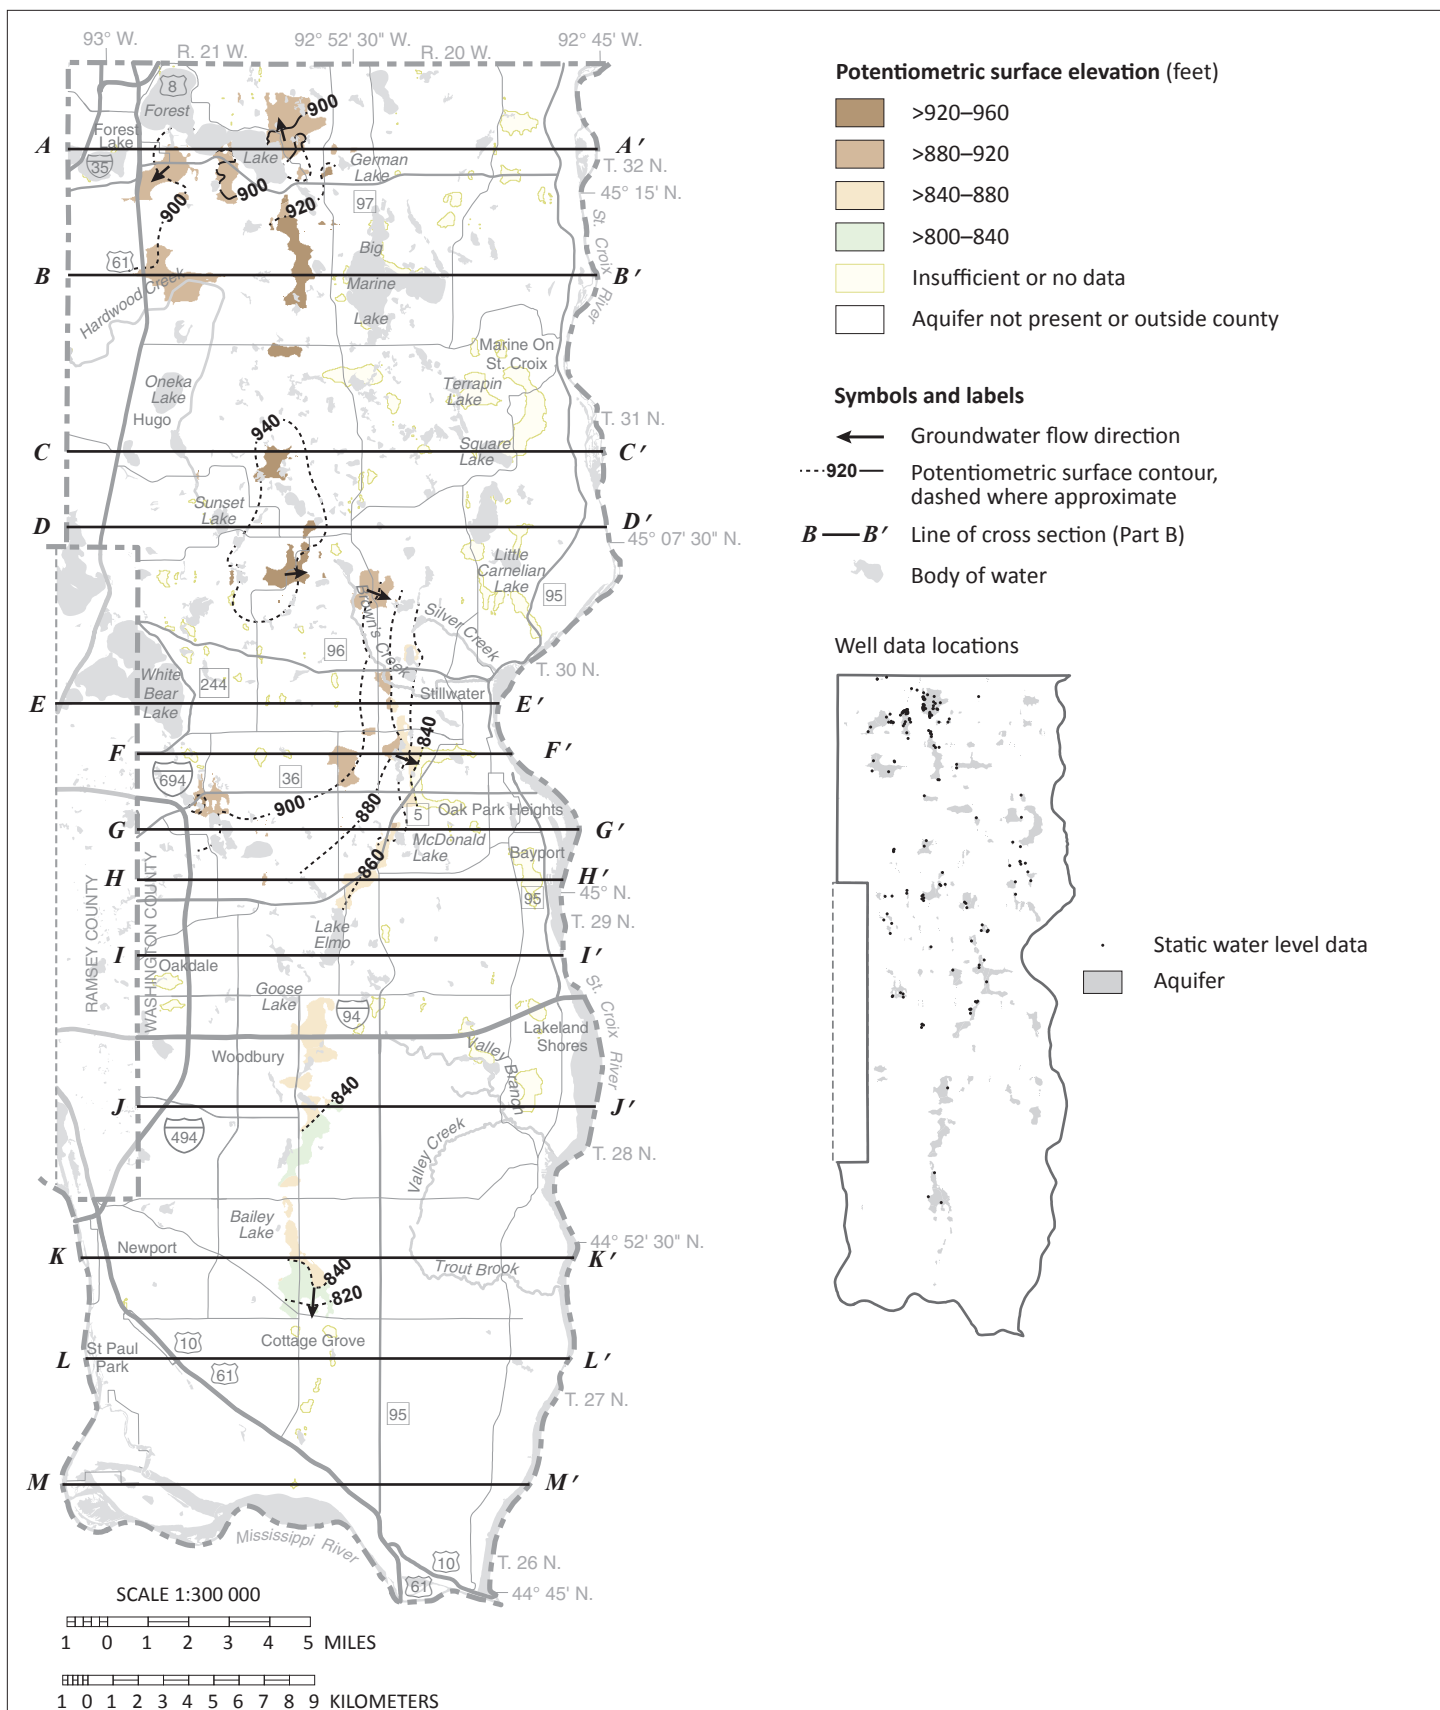 93° W.
92° 52' 30" W.
92° 45' W.
R. 21 W.
R. 20 W.
8
Forest
Forest
Lake
35
Lake
900
900
900
920
German
Lake
97
A
A′
T. 32 N.
45° 15' N.
St. Croix
River
61
Hardwood Creek
Big
Marine
Lake
B
B′
Marine On
St. Croix
Oneka
Lake
Hugo
Terrapin
Lake
T. 31 N.
940
Square
Lake
C
C′
Sunset
Lake
D
D′
45° 07' 30" N.
Little
Carnelian
Lake
95
Brown's Creek
Silver Creek
96
244
White
Bear
Lake
Stillwater
T. 30 N.
E
E′
840
F
F′
694
36
900
880
5
Oak Park Heights
G
G′
McDonald
Lake
860
Bayport
H
H′
95
45° N.
T. 29 N.
RAMSEY COUNTY
WASHINGTON COUNTY
Lake
Elmo
I
I′
Oakdale
Goose
Lake
94
St. Croix River
Lakeland
Shores
Woodbury
Valley Branch
840
J
J′
494
Valley Creek
T. 28 N.
Bailey
Lake
Newport
44° 52' 30" N.
K
K′
Trout Brook
840
820
Cottage Grove
St Paul
Park
10
L
L′
61
T. 27 N.
95
M
M′
Mississippi River
10
T. 26 N.
61
44° 45' N.
SCALE 1:300 000
1 0 1 2 3 4 5 MILES
1 0 1 2 3 4 5 6 7 8 9 KILOMETERS
Potentiometric surface elevation (feet)
>920–960
>880–920
>840–880
>800–840
Insufficient or no data
Aquifer not present or outside county
Symbols and labels
Groundwater flow direction
920 Potentiometric surface contour,
dashed where approximate
B B′ Line of cross section (Part B)
Body of water
Well data locations
Static water level data
Aquifer